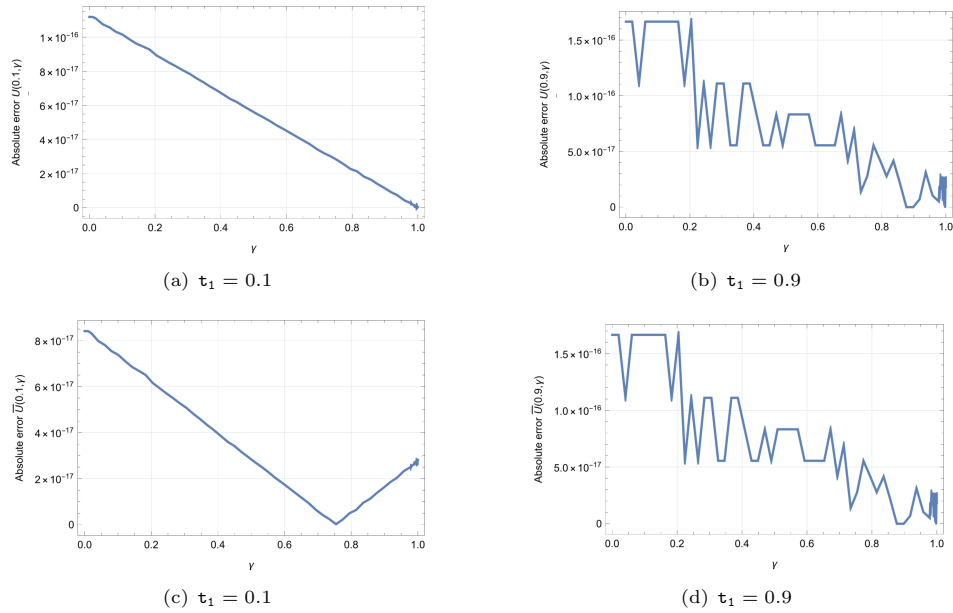 Absolute error U(0.1,γ)
1.×10⁻¹⁶
8.×10⁻¹⁷
6.×10⁻¹⁷
4.×10⁻¹⁷
2.×10⁻¹⁷
0
0.0 0.2 0.4 0.6 0.8 1.0
γ
(a) t₁ = 0.1
Absolute error U(0.9,γ)
1.5×10⁻¹⁶
1.0×10⁻¹⁶
5.0×10⁻¹⁷
0
0.0 0.2 0.4 0.6 0.8 1.0
γ
(b) t₁ = 0.9
Absolute error U̅(0.1,γ)
8.×10⁻¹⁷
6.×10⁻¹⁷
4.×10⁻¹⁷
2.×10⁻¹⁷
0
0.0 0.2 0.4 0.6 0.8 1.0
γ
(c) t₁ = 0.1
Absolute error U̅(0.9,γ)
1.5×10⁻¹⁶
1.0×10⁻¹⁶
5.0×10⁻¹⁷
0
0.0 0.2 0.4 0.6 0.8 1.0
γ
(d) t₁ = 0.9